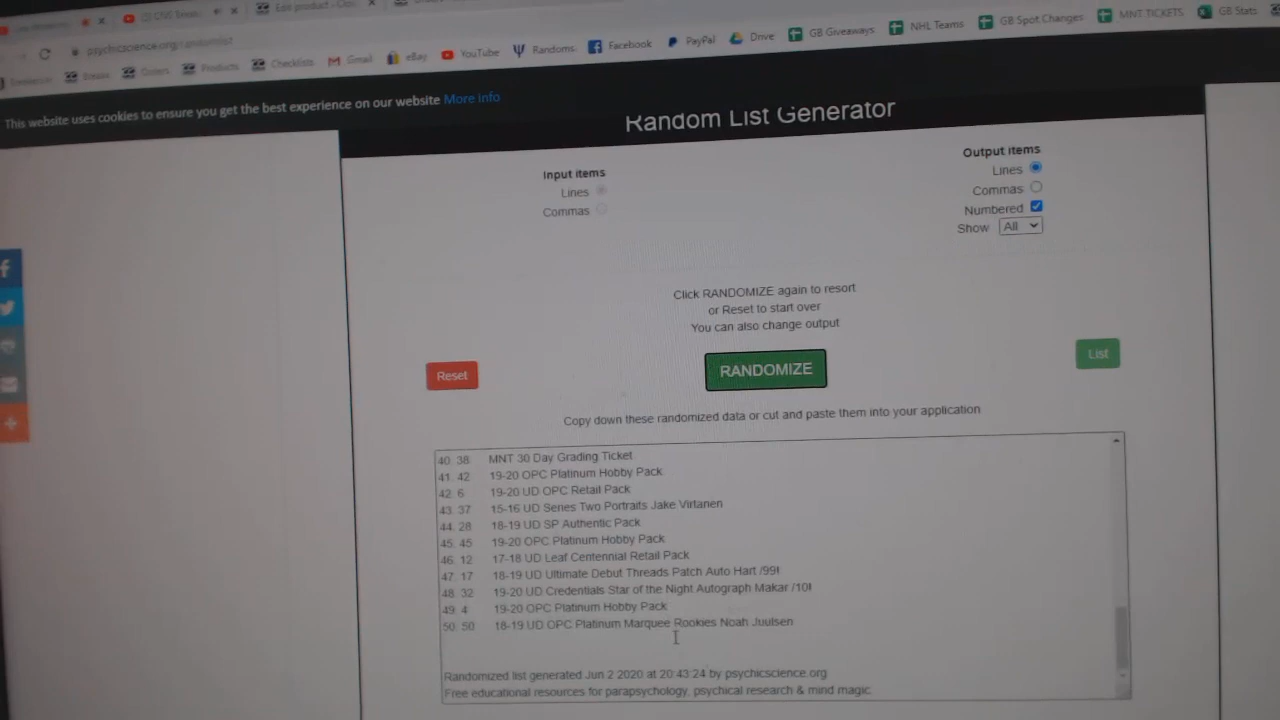 Edit product
psychicscience.org
Products
Checklists
Gmail
eBay
YouTube
Randoms
Facebook
PayPal
Drive
GB Giveaways
NHL Teams
GB Spot Changes
MNT TICKETS
GB Stats
This website uses cookies to ensure you get the best experience on our website More info
Random List Generator
Input items
Lines
Commas
Output items
Lines
Commas
Numbered
Show All
Click RANDOMIZE again to resort
or Reset to start over
You can also change output
Reset
RANDOMIZE
List
Copy down these randomized data or cut and paste them into your application
40. 38 MNT 30 Day Grading Ticket
41. 42 19-20 OPC Platinum Hobby Pack
42. 6 19-20 UD OPC Retail Pack
43. 37 15-16 UD Series Two Portraits Jake Virtanen
44. 28 18-19 UD SP Authentic Pack
45. 45 19-20 OPC Platinum Hobby Pack
46. 12 17-18 UD Leaf Centennial Retail Pack
47. 17 18-19 UD Ultimate Debut Threads Patch Auto Hart /99!
48. 32 19-20 UD Credentials Star of the Night Autograph Makar /10!
49. 4 19-20 OPC Platinum Hobby Pack
50. 50 18-19 UD OPC Platinum Marquee Rookies Noah Juulsen
Randomized list generated Jun 2 2020 at 20:43:24 by psychicscience.org
Free educational resources for parapsychology, psychical research & mind magic.